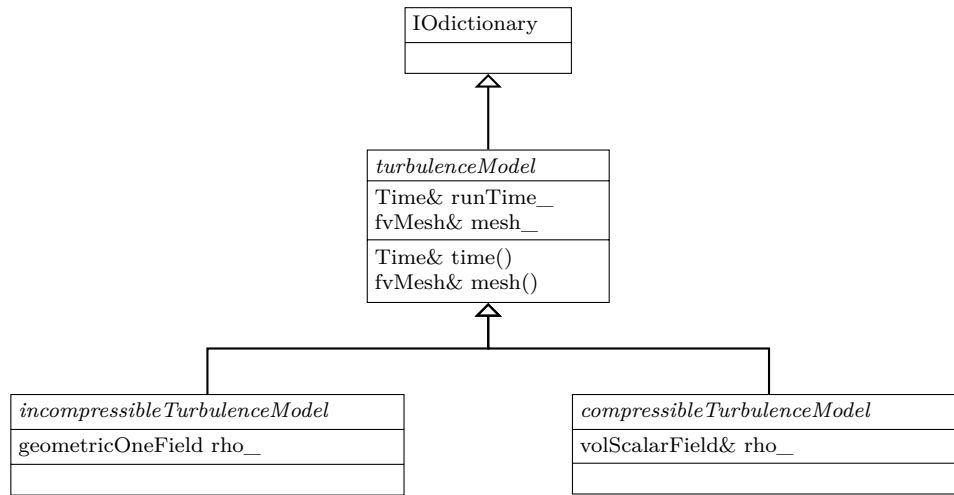 IOdictionary
turbulenceModel
Time& runTime_
fvMesh& mesh_
Time& time()
fvMesh& mesh()
incompressibleTurbulenceModel
geometricOneField rho_
compressibleTurbulenceModel
volScalarField& rho_